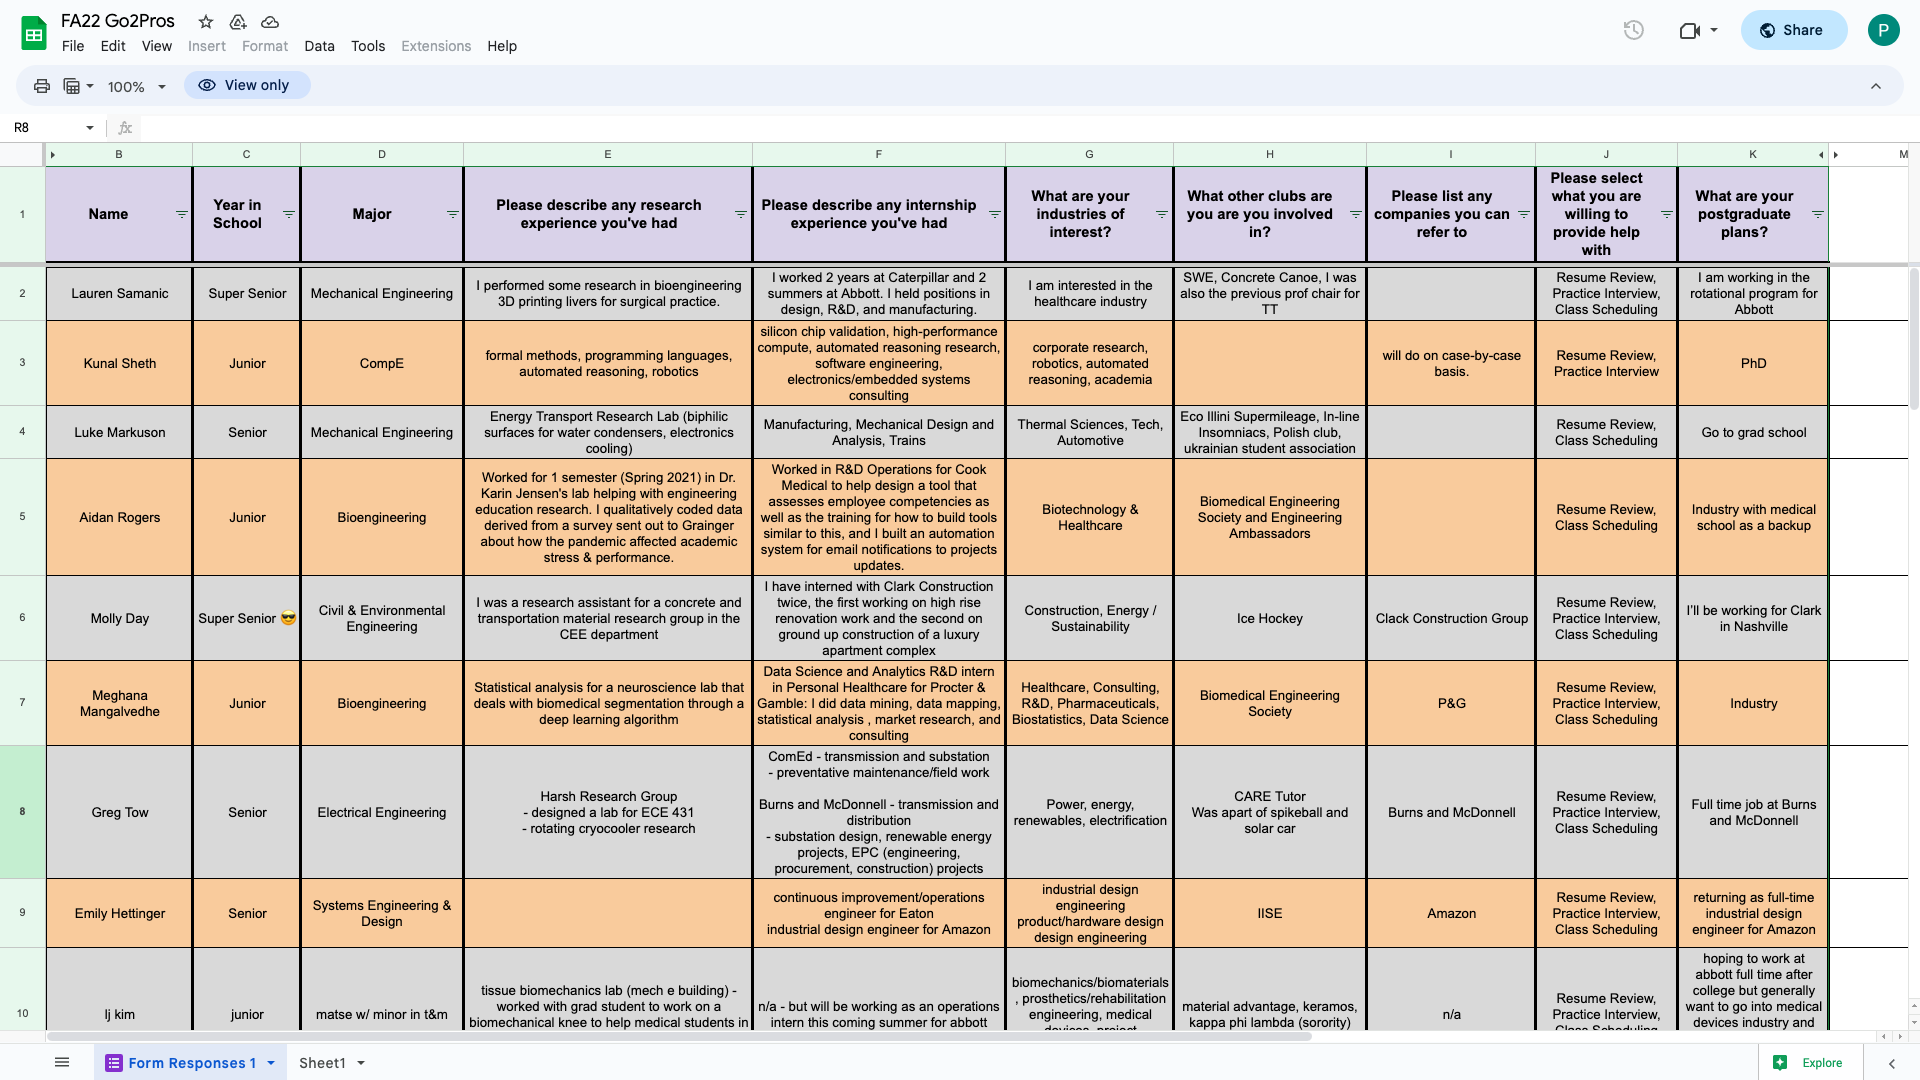 FA22 Go2Pros
File Edit View Insert Format Data Tools Extensions Help
Share
P
100%
View only
R8
fx
B C D E F G H I J K M
1
Name
Year in
School
Major
Please describe any research
experience you've had
Please describe any internship
experience you've had
What are your
industries of
interest?
What other clubs are
you are you involved
in?
Please list any
companies you can
refer to
Please select
what you are
willing to
provide help
with
What are your
postgraduate
plans?
2
Lauren Samanic
Super Senior
Mechanical Engineering
I performed some research in bioengineering
3D printing livers for surgical practice.
I worked 2 years at Caterpillar and 2
summers at Abbott. I held positions in
design, R&D, and manufacturing.
I am interested in the
healthcare industry
SWE, Concrete Canoe, I was
also the previous prof chair for
TT
Resume Review,
Practice Interview,
Class Scheduling
I am working in the
rotational program for
Abbott
3
Kunal Sheth
Junior
CompE
formal methods, programming languages,
automated reasoning, robotics
silicon chip validation, high-performance
compute, automated reasoning research,
software engineering,
electronics/embedded systems
consulting
corporate research,
robotics, automated
reasoning, academia
will do on case-by-case
basis.
Resume Review,
Practice Interview
PhD
4
Luke Markuson
Senior
Mechanical Engineering
Energy Transport Research Lab (biphilic
surfaces for water condensers, electronics
cooling)
Manufacturing, Mechanical Design and
Analysis, Trains
Thermal Sciences, Tech,
Automotive
Eco Illini Supermileage, In-line
Insomniacs, Polish club,
ukrainian student association
Resume Review,
Class Scheduling
Go to grad school
5
Aidan Rogers
Junior
Bioengineering
Worked for 1 semester (Spring 2021) in Dr.
Karin Jensen's lab helping with engineering
education research. I qualitatively coded data
derived from a survey sent out to Grainger
about how the pandemic affected academic
stress & performance.
Worked in R&D Operations for Cook
Medical to help design a tool that
assesses employee competencies as
well as the training for how to build tools
similar to this, and I built an automation
system for email notifications to projects
updates.
Biotechnology &
Healthcare
Biomedical Engineering
Society and Engineering
Ambassadors
Resume Review,
Class Scheduling
Industry with medical
school as a backup
6
Molly Day
Super Senior 😎
Civil & Environmental
Engineering
I was a research assistant for a concrete and
transportation material research group in the
CEE department
I have interned with Clark Construction
twice, the first working on high rise
renovation work and the second on
ground up construction of a luxury
apartment complex
Construction, Energy /
Sustainability
Ice Hockey
Clack Construction Group
Resume Review,
Practice Interview,
Class Scheduling
I'll be working for Clark
in Nashville
7
Meghana
Mangalvedhe
Junior
Bioengineering
Statistical analysis for a neuroscience lab that
deals with biomedical segmentation through a
deep learning algorithm
Data Science and Analytics R&D intern
in Personal Healthcare for Procter &
Gamble: I did data mining, data mapping,
statistical analysis , market research, and
consulting
Healthcare, Consulting,
R&D, Pharmaceuticals,
Biostatistics, Data Science
Biomedical Engineering
Society
P&G
Resume Review,
Practice Interview,
Class Scheduling
Industry
8
Greg Tow
Senior
Electrical Engineering
Harsh Research Group
- designed a lab for ECE 431
- rotating cryocooler research
ComEd - transmission and substation
- preventative maintenance/field work
Burns and McDonnell - transmission and
distribution
- substation design, renewable energy
projects, EPC (engineering,
procurement, construction) projects
Power, energy,
renewables, electrification
CARE Tutor
Was apart of spikeball and
solar car
Burns and McDonnell
Resume Review,
Practice Interview,
Class Scheduling
Full time job at Burns
and McDonnell
9
Emily Hettinger
Senior
Systems Engineering &
Design
continuous improvement/operations
engineer for Eaton
industrial design engineer for Amazon
industrial design
engineering
product/hardware design
design engineering
IISE
Amazon
Resume Review,
Practice Interview,
Class Scheduling
returning as full-time
industrial design
engineer for Amazon
10
lj kim
junior
matse w/ minor in t&m
tissue biomechanics lab (mech e building) -
worked with grad student to work on a
biomechanical knee to help medical students in
n/a - but will be working as an operations
intern this coming summer for abbott
biomechanics/biomaterials
, prosthetics/rehabilitation
engineering, medical
devices, project
material advantage, keramos,
kappa phi lambda (sorority)
n/a
Resume Review,
Practice Interview,
Class Scheduling
hoping to work at
abbott full time after
college but generally
want to go into medical
devices industry and
Form Responses 1
Sheet1
Explore